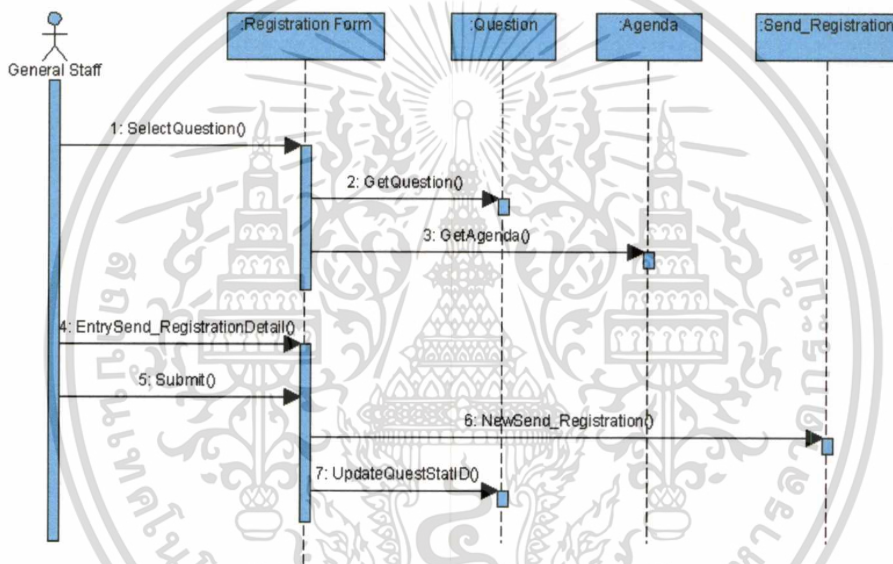 :Registration Form
:Question
:Agenda
:Send_Registration
General Staff
1: SelectQuestion()
2: GetQuestion()
3: GetAgenda()
4: EntrySend_RegistrationDetail()
5: Submit()
6: NewSend_Registration()
7: UpdateQuestStatID()